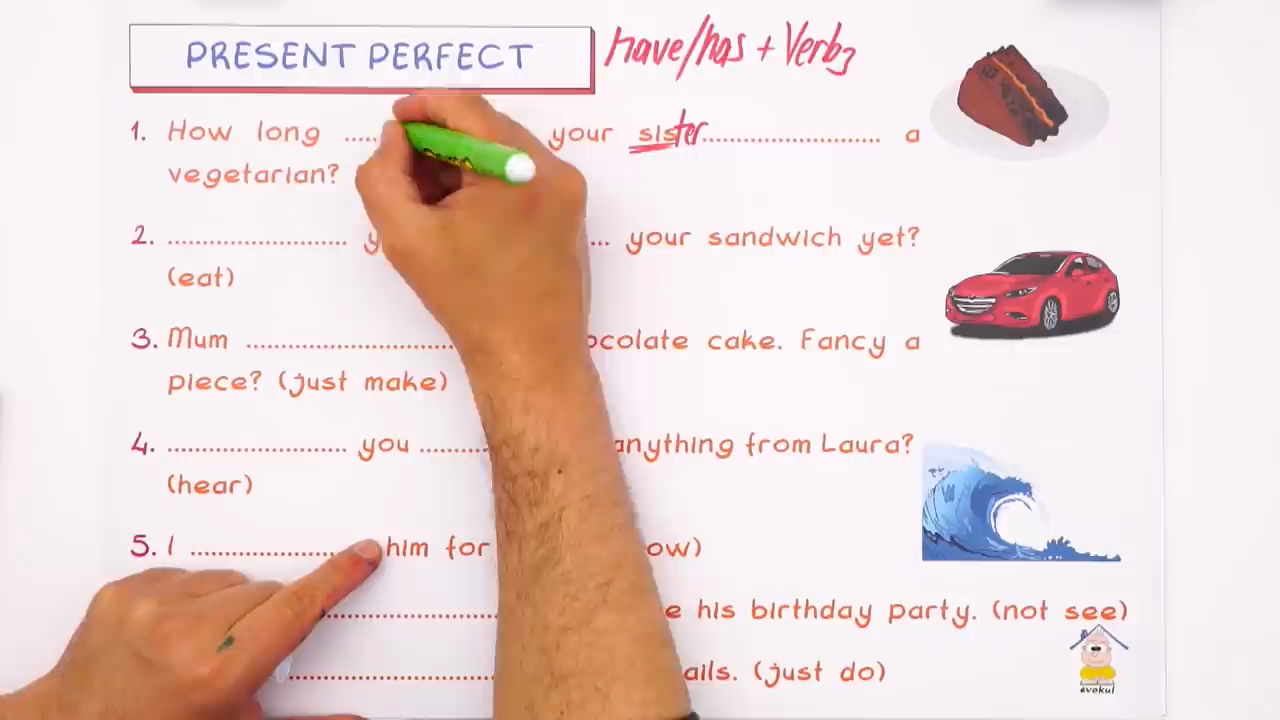 PRESENT PERFECT have/has + Verb3
1. How long ..... your sister......................... a
vegetarian?
2. ........................ ... your sandwich yet?
(eat)
3. Mum ............................ cake. Fancy a
piece? (just make)
4. ........................ you ......... anything from Laura?
(hear)
5. I .................... him for
his birthday party. (not see)
(just do)
evokul